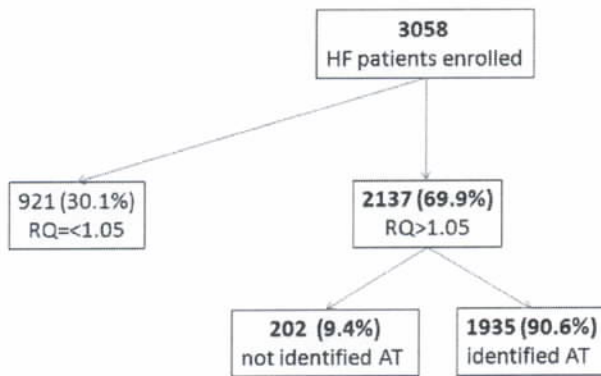 3058
HF patients enrolled
921 (30.1%)
RQ=<1.05
2137 (69.9%)
RQ>1.05
202 (9.4%)
not identified AT
1935 (90.6%)
identified AT